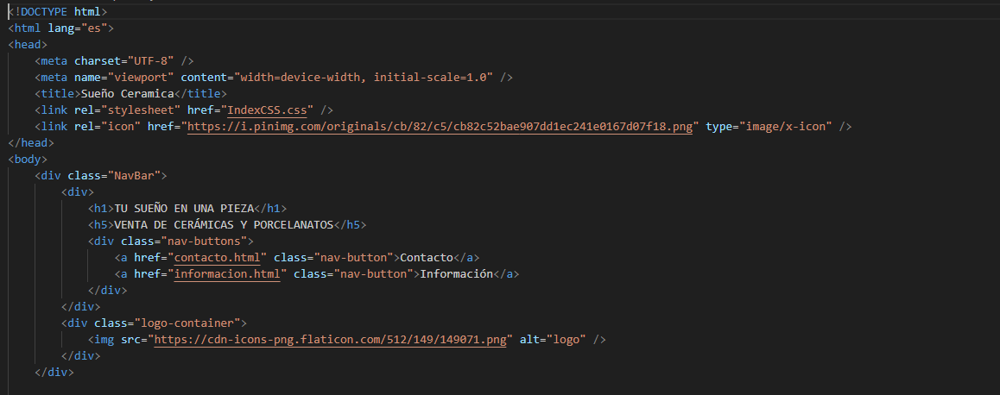 <!DOCTYPE html>
<html lang="es">
<head>
    <meta charset="UTF-8" />
    <meta name="viewport" content="width=device-width, initial-scale=1.0" />
    <title>Sueño Ceramica</title>
    <link rel="stylesheet" href="IndexCSS.css" />
    <link rel="icon" href="https://i.pinimg.com/originals/cb/82/c5/cb82c52bae907dd1ec241e0167d07f18.png" type="image/x-icon" />
</head>
<body>
    <div class="NavBar">
        <div>
            <h1>TU SUEÑO EN UNA PIEZA</h1>
            <h5>VENTA DE CERÁMICAS Y PORCELANATOS</h5>
            <div class="nav-buttons">
                <a href="contacto.html" class="nav-button">Contacto</a>
                <a href="informacion.html" class="nav-button">Información</a>
            </div>
        </div>
        <div class="logo-container">
            <img src="https://cdn-icons-png.flaticon.com/512/149/149071.png" alt="logo" />
        </div>
    </div>